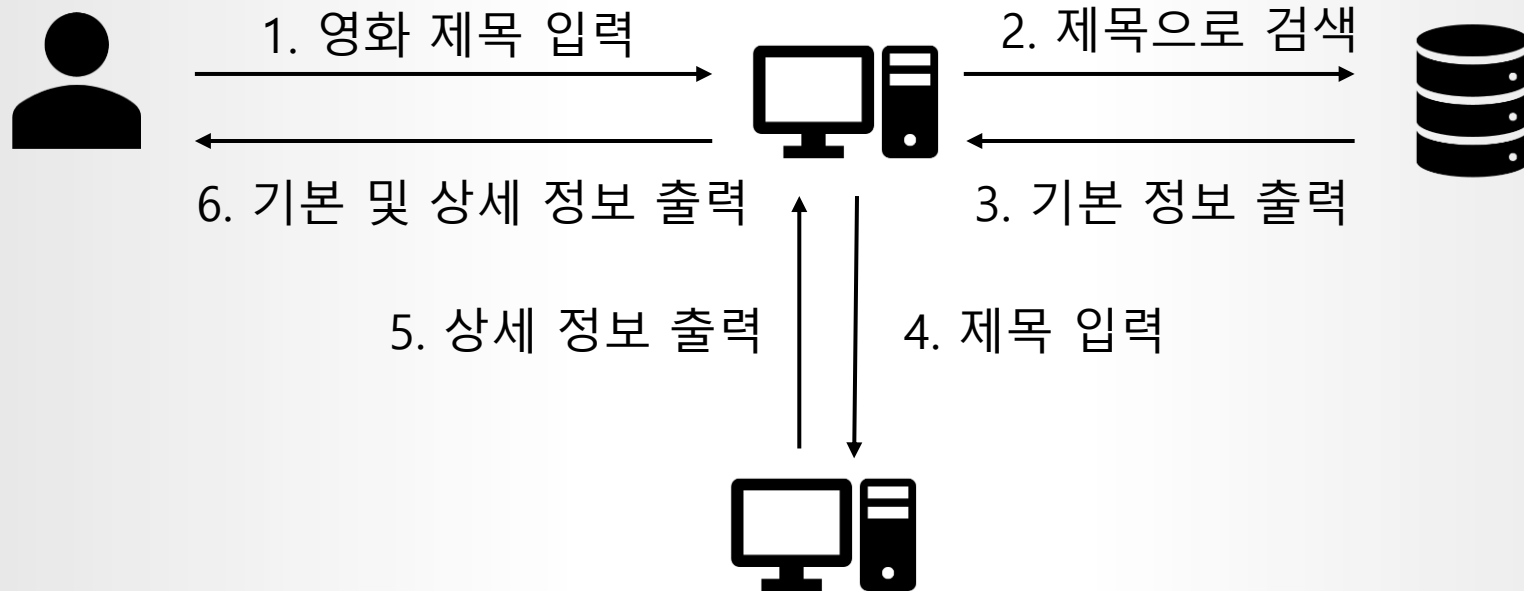 1. 영화 제목 입력
2. 제목으로 검색
6. 기본 및 상세 정보 출력
3. 기본 정보 출력
5. 상세 정보 출력
4. 제목 입력